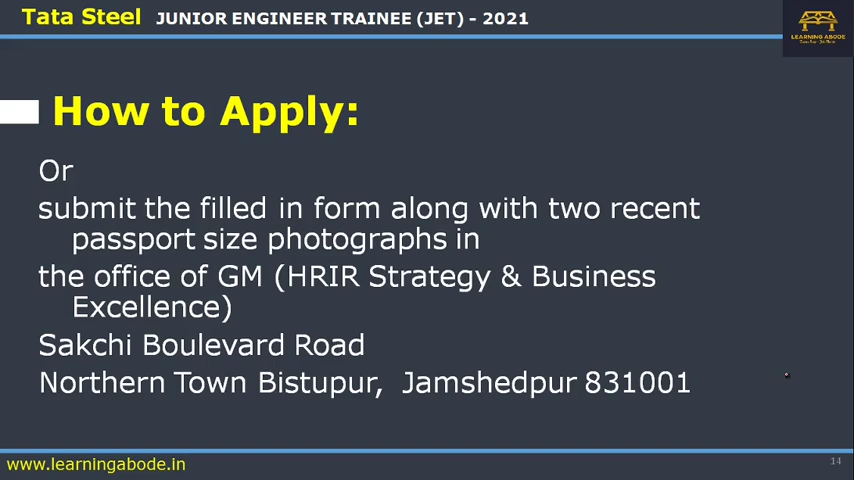 Tata Steel JUNIOR ENGINEER TRAINEE (JET) - 2021
LEARNING ABODE
How to Apply:
Or
submit the filled in form along with two recent
passport size photographs in
the office of GM (HRIR Strategy & Business
Excellence)
Sakchi Boulevard Road
Northern Town Bistupur, Jamshedpur 831001
www.learningabode.in
14